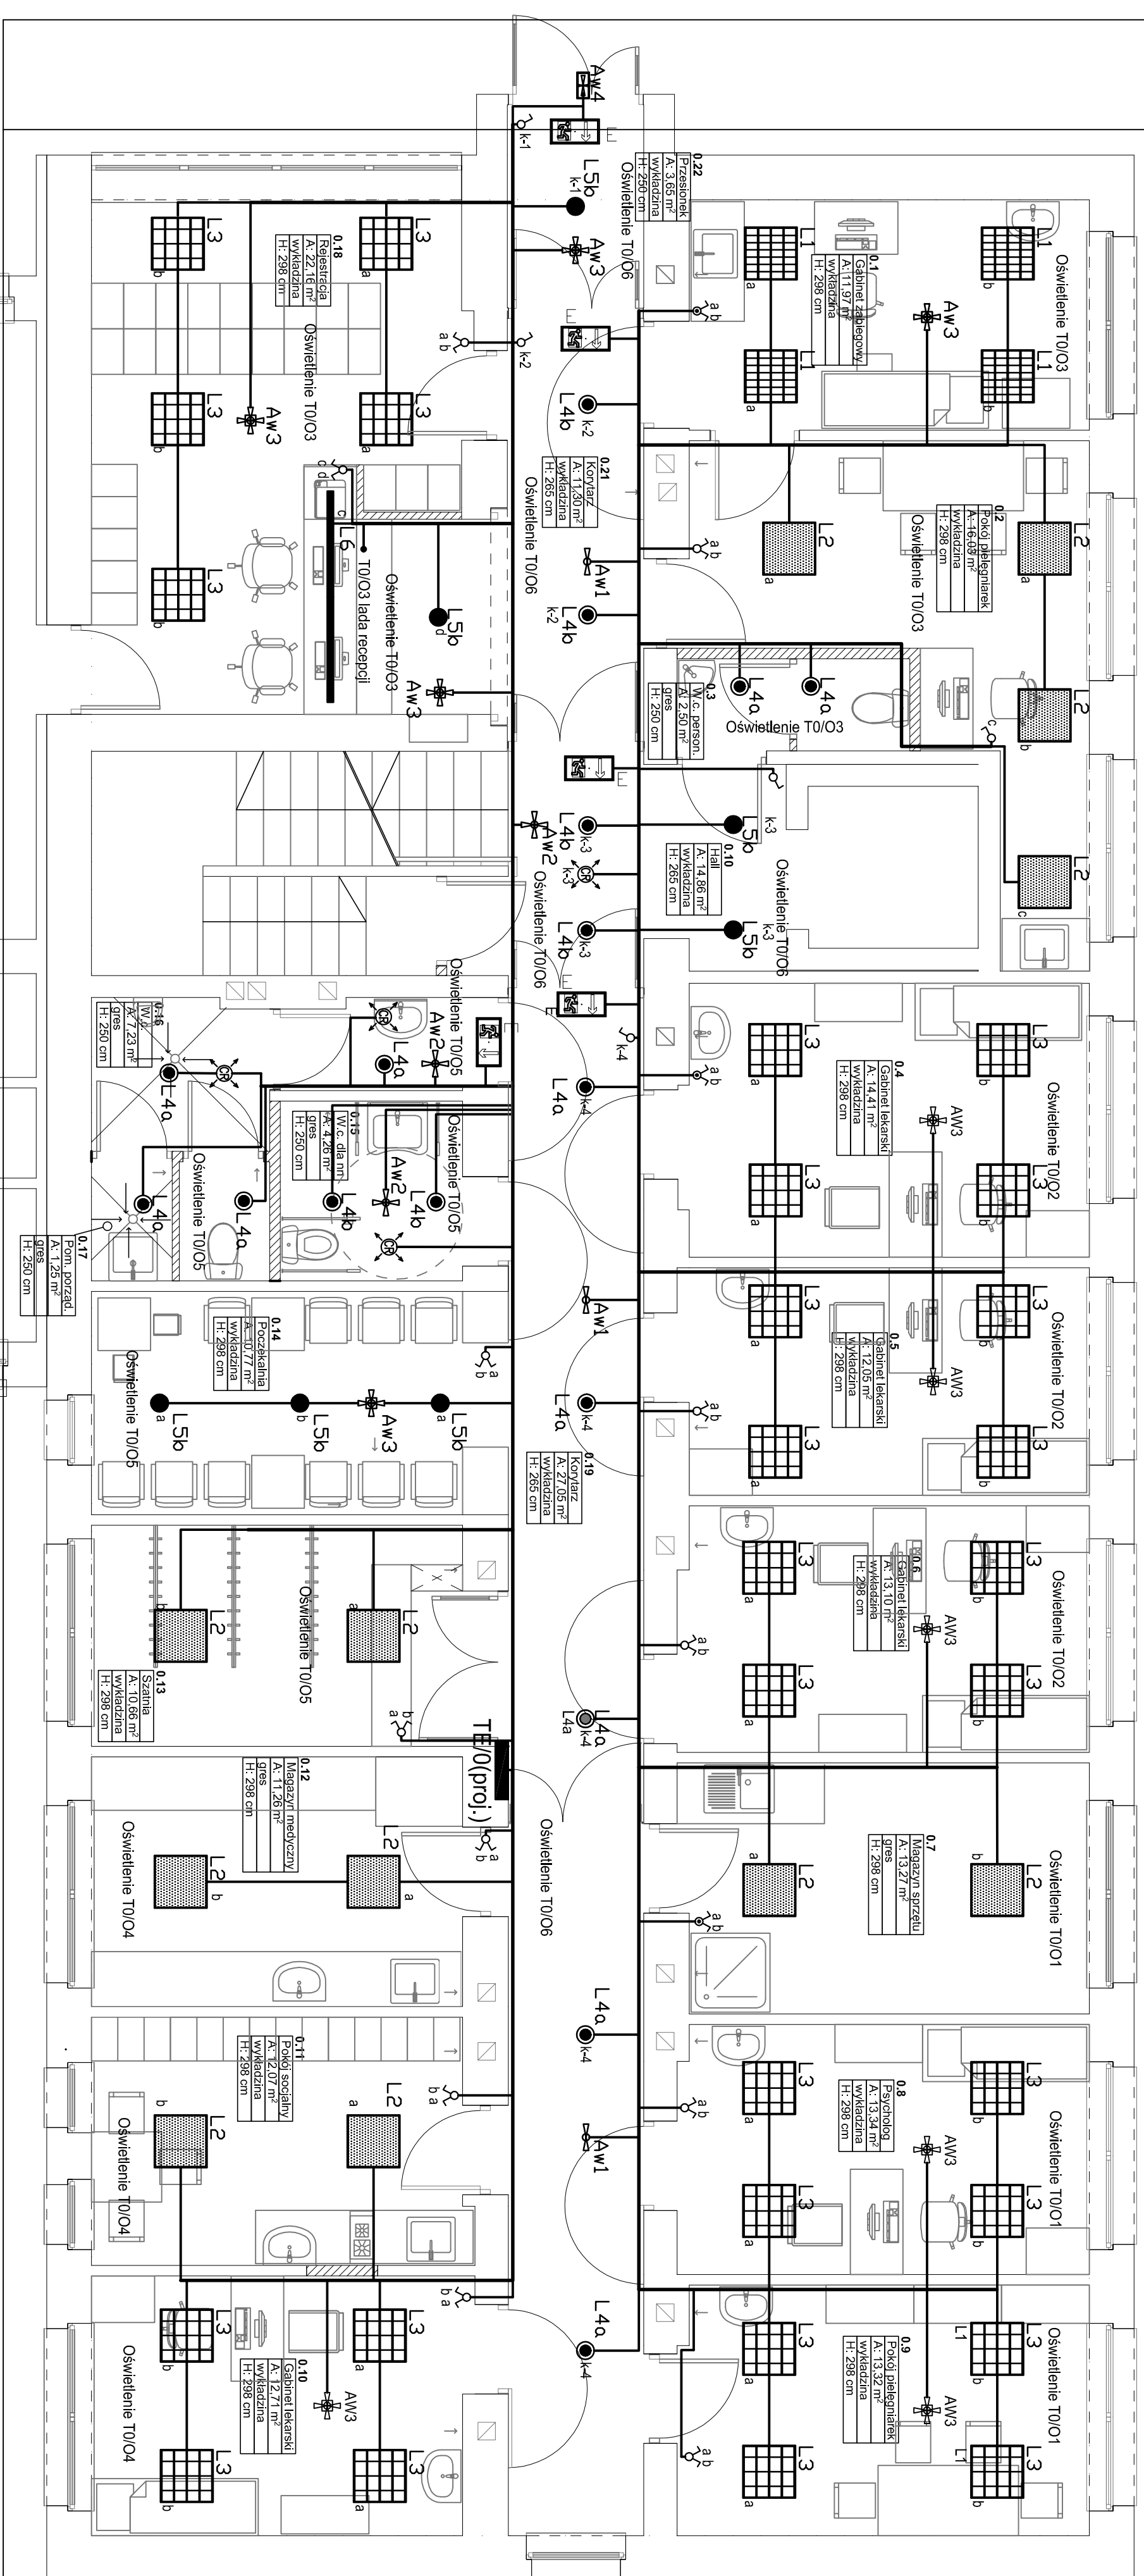 Aw4
E
k-1
L5b
k-1
Aw3
0.22
Przesionek
A: 3,65 m²
wykładzina
H: 250 cm
Oświetlenie T0/O6
Oświetlenie T0/O3
L1
b
L1
a
0.1
Gabinet zabiegowy
A: 11,97 m²
wykładzina
H: 298 cm
Aw3
L1
b
L1
a
a b
L3
b
L3
a
0.18
Rejestracja
A: 22,16 m²
wykładzina
H: 298 cm
Oświetlenie T0/O3
a b
k-2
L3
b
Aw3
L3
a
E
L4b
k-2
0.21
Korytarz
A: 11,30 m²
wykładzina
H: 265 cm
Oświetlenie T0/O6
Aw1
L4b
k-2
c d
c
L6
T0/O3 lada recepcji
Oświetlenie T0/O3
L5b
d
L3
b
Aw3
0.2
Pokój pielęgniarek
A: 16,03 m²
wykładzina
H: 298 cm
Oświetlenie T0/O3
L2
a
L2
a
a b
L2
b
L4a
L4a
Oświetlenie T0/O3
0.3
W.c. person.
A: 2,50 m²
gres
H: 250 cm
c
L2
c
E
k-3
L5b
Aw2
L4b
k-3
CR
k-3
L4b
k-3
Oświetlenie T0/O6
0.10
Hall
A: 14,86 m²
wykładzina
H: 265 cm
L5b
k-3
Oświetlenie T0/O6
E
k-4
0.16
A: 7,23 m²
gres
H: 250 cm
CR
L4a
CR
L4a
Aw2
Oświetlenie T0/O5
E
L4a
k-4
0.15
W.c. dla nn
A: 4,26 m²
gres
H: 250 cm
Oświetlenie T0/O5
L4b
Aw2
L4b
CR
L4a
L4a
Oświetlenie T0/O5
0.17
Pom. porząd.
A: 1,25 m²
gres
H: 250 cm
L3
a
L3
b
0.4
Gabinet lekarski
A: 14,41 m²
wykładzina
H: 298 cm
AW3
Oświetlenie T0/O2
a b
L3
a
L3
b
Aw1
L3
a
L3
b
0.5
Gabinet lekarski
A: 12,05 m²
wykładzina
H: 298 cm
AW3
Oświetlenie T0/O2
a b
L3
L3
b
0.14
Poczekalnia
A: 10,77 m²
wykładzina
H: 298 cm
Oświetlenie T0/O5
a
b
L5b
a
L5b
b
Aw3
L5b
a
L4a
k-4
0.19
Korytarz
A: 27,05 m²
wykładzina
H: 265 cm
L3
a
L3
b
0.6
Gabinet lekarski
A: 13,10 m²
wykładzina
H: 298 cm
AW3
Oświetlenie T0/O2
a b
L3
a
L3
b
X
L2
b
Oświetlenie T0/O5
L2
a
0.13
Szatnia
A: 10,66 m²
wykładzina
H: 298 cm
b
a
L4a
L4a
k-4
TE/0(proj.)
0.12
Magazyn medyczny
A: 11,26 m²
gres
H: 298 cm
Oświetlenie T0/O4
L2
b
L2
a
a
b
Oświetlenie T0/O6
0.7
Magazyn sprzętu
A: 13,27 m²
gres
H: 298 cm
L2
a
L2
b
Oświetlenie T0/O1
a b
L4a
k-4
0.11
Pokój socjalny
A: 12,07 m²
wykładzina
H: 298 cm
L2
b
L2
a
Oświetlenie T0/O4
b a
Aw1
L3
a
L3
b
0.8
Psycholog
A: 13,34 m²
wykładzina
H: 298 cm
AW3
Oświetlenie T0/O1
a b
L3
a
L3
b
b a
L4a
k-4
L3
b
L3
a
0.10
Gabinet lekarski
A: 12,71 m²
wykładzina
H: 298 cm
AW3
Oświetlenie T0/O4
L3
b
L3
a
L3
a
L3
L1
b
0.9
Pokój pielęgniarek
A: 13,32 m²
wykładzina
H: 298 cm
AW3
Oświetlenie T0/O1
a b
L3
a
L3
L1
b